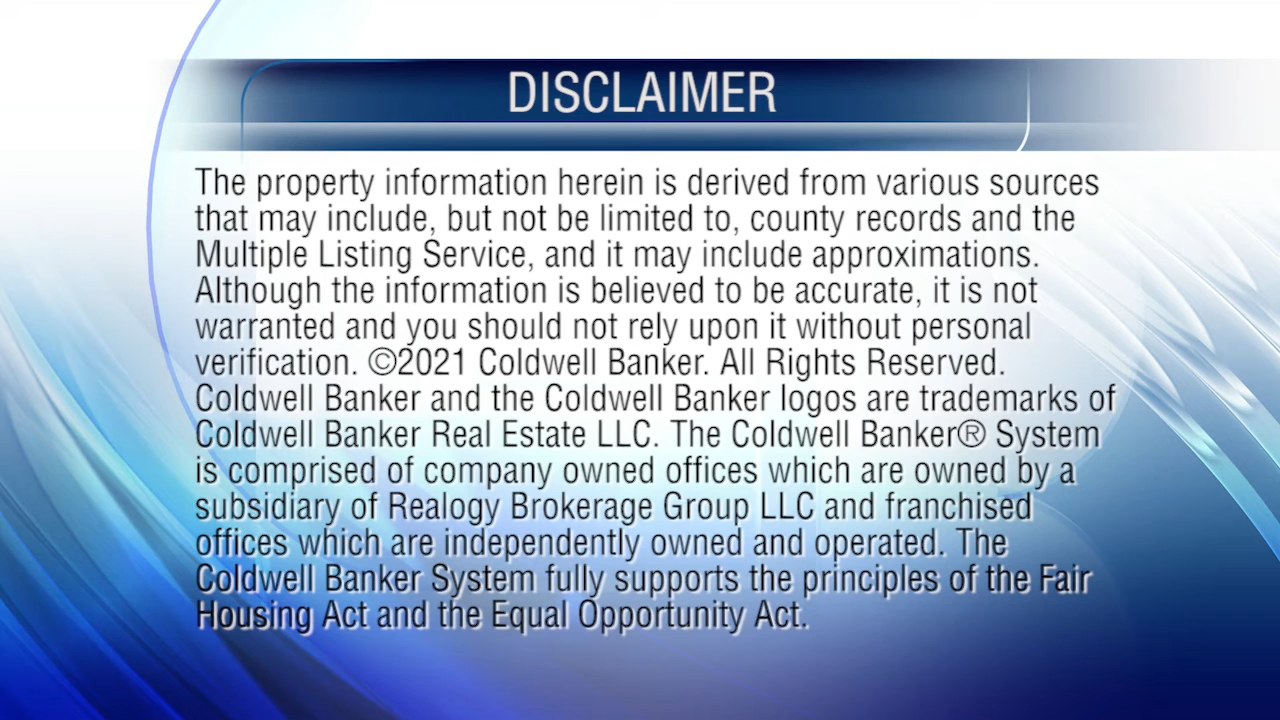 DISCLAIMER
The property information herein is derived from various sources
that may include, but not be limited to, county records and the
Multiple Listing Service, and it may include approximations.
Although the information is believed to be accurate, it is not
warranted and you should not rely upon it without personal
verification. ©2021 Coldwell Banker. All Rights Reserved.
Coldwell Banker and the Coldwell Banker logos are trademarks of
Coldwell Banker Real Estate LLC. The Coldwell Banker® System
is comprised of company owned offices which are owned by a
subsidiary of Realogy Brokerage Group LLC and franchised
offices which are independently owned and operated. The
Coldwell Banker System fully supports the principles of the Fair
Housing Act and the Equal Opportunity Act.